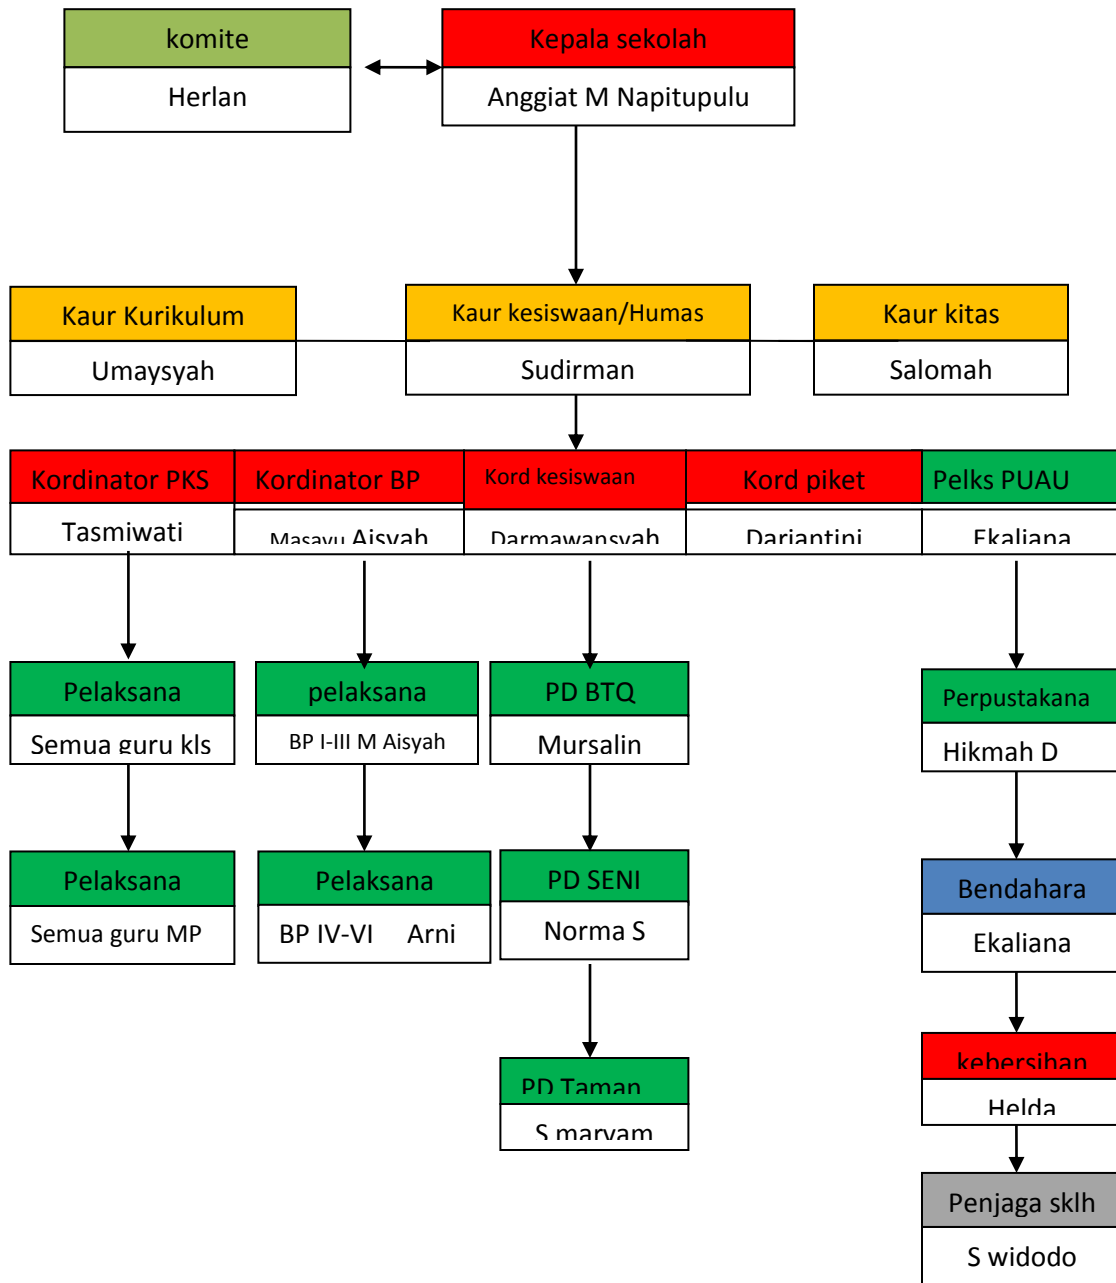 komite
Kepala sekolah
Herlan
Anggiat M Napitupulu
Kaur Kurikulum
Kaur kesiswaan/Humas
Kaur kitas
Umaysyah
Sudirman
Salomah
Kordinator PKS
Kordinator BP
Kord kesiswaan
Kord piket
Pelks PUAU
Tasmiwati
Masayu Aisyah
Darmawansyah
Dariantini
Ekaliana
Pelaksana
pelaksana
PD BTQ
Perpustakana
Semua guru kls
BP I-III M Aisyah
Mursalin
Hikmah D
Pelaksana
Pelaksana
PD SENI
Bendahara
Semua guru MP
BP IV-VI Arni
Norma S
Ekaliana
kebersihan
Helda
PD Taman
S maryam
Penjaga sklh
S widodo